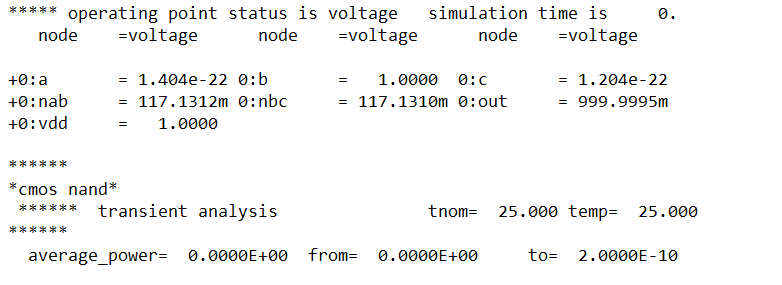 ***** operating point status is voltage   simulation time is     0.
   node    =voltage      node    =voltage      node    =voltage
+0:a       = 1.404e-22 0:b       =   1.0000  0:c       = 1.204e-22
+0:nab     = 117.1312m 0:nbc     = 117.1310m 0:out     = 999.9995m
+0:vdd     =   1.0000
******
*cmos nand*
 ******  transient analysis               tnom=  25.000 temp=  25.000
******
  average_power=  0.0000E+00  from=  0.0000E+00     to=  2.0000E-10